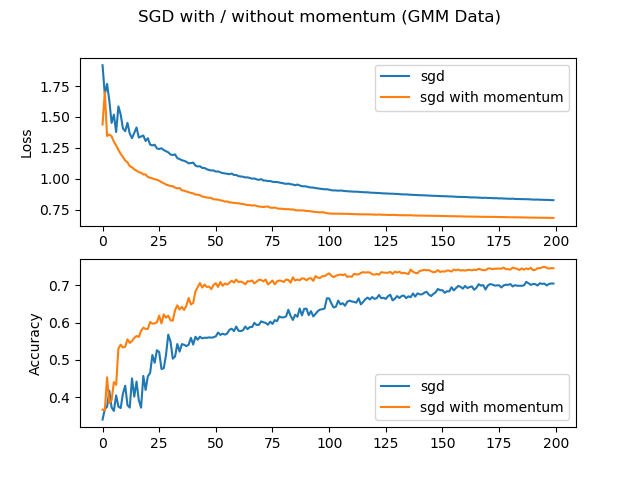 SGD with / without momentum (GMM Data)
Loss
1.75
1.50
1.25
1.00
0.75
sgd
sgd with momentum
0 25 50 75 100 125 150 175 200
Accuracy
0.7
0.6
0.5
0.4
sgd
sgd with momentum
0 25 50 75 100 125 150 175 200